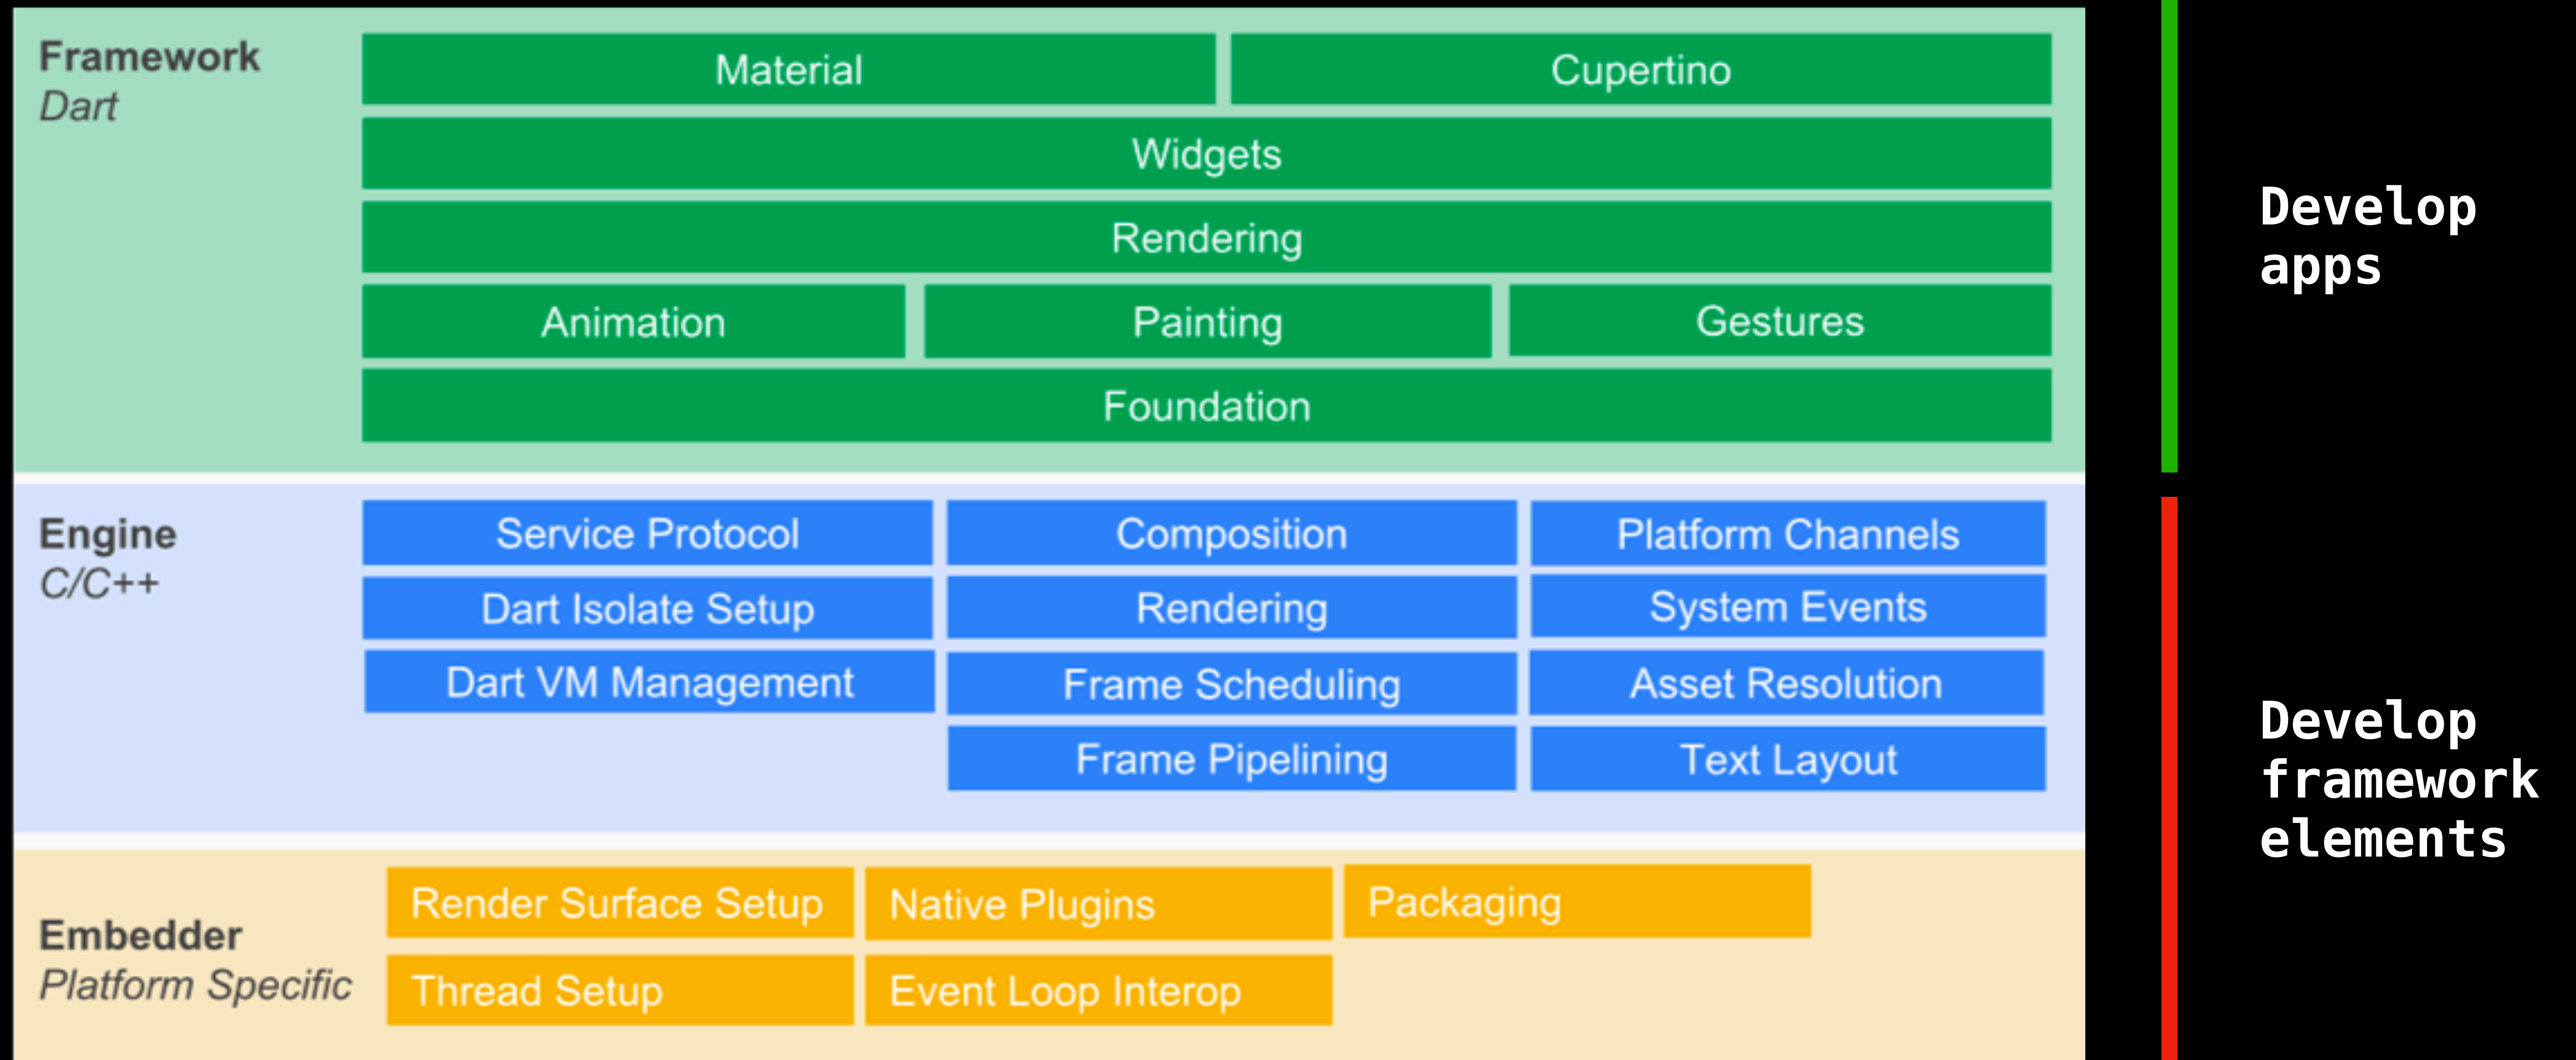 Framework
Dart
Material
Cupertino
Widgets
Rendering
Animation
Painting
Gestures
Foundation
Engine
C/C++
Service Protocol
Composition
Platform Channels
Dart Isolate Setup
Rendering
System Events
Dart VM Management
Frame Scheduling
Asset Resolution
Frame Pipelining
Text Layout
Embedder
Platform Specific
Render Surface Setup
Native Plugins
Packaging
Thread Setup
Event Loop Interop
Develop
apps
Develop
framework
elements